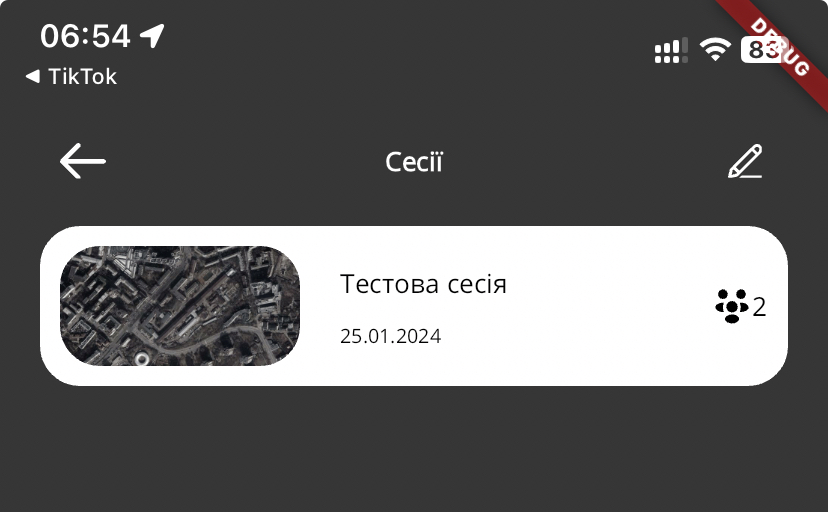 06:54
TikTok
83
DEBUG
Сесії
Тестова сесія
25.01.2024
2